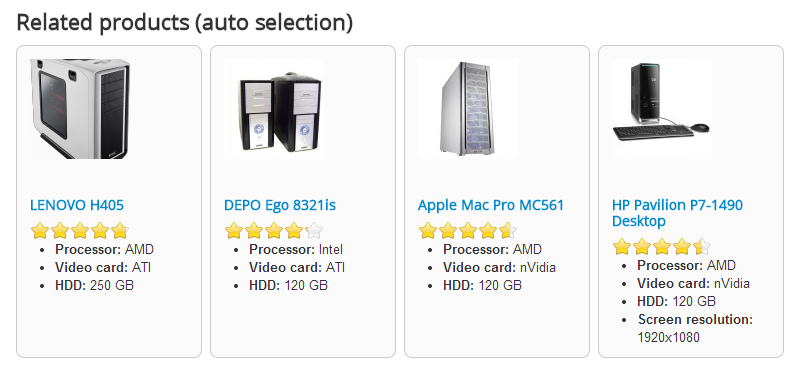 Related products (auto selection)
LENOVO H405
Processor: AMD
Video card: ATI
HDD: 250 GB
DEPO Ego 8321is
Processor: Intel
Video card: ATI
HDD: 120 GB
Apple Mac Pro MC561
Processor: AMD
Video card: nVidia
HDD: 120 GB
HP Pavilion P7-1490
Desktop
Processor: AMD
Video card: nVidia
HDD: 120 GB
Screen resolution:
1920x1080